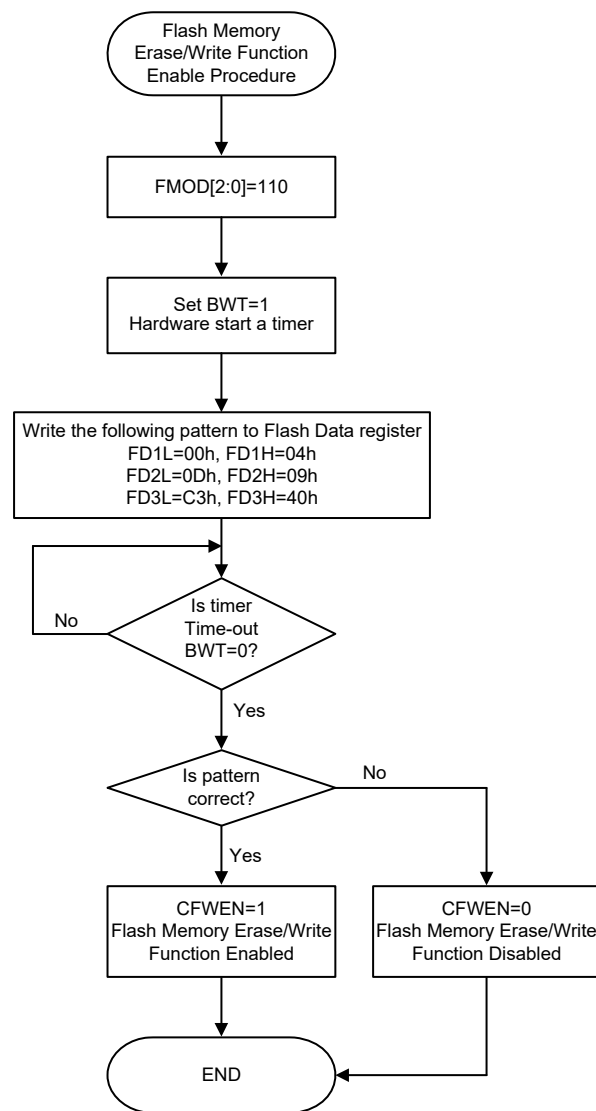 Flash Memory
Erase/Write Function
Enable Procedure
FMOD[2:0]=110
Set BWT=1
Hardware start a timer
Write the following pattern to Flash Data register
FD1L=00h, FD1H=04h
FD2L=0Dh, FD2H=09h
FD3L=C3h, FD3H=40h
Is timer
Time-out
BWT=0?
No
Yes
Is pattern
correct?
No
Yes
CFWEN=1
Flash Memory Erase/Write
Function Enabled
CFWEN=0
Flash Memory Erase/Write
Function Disabled
END